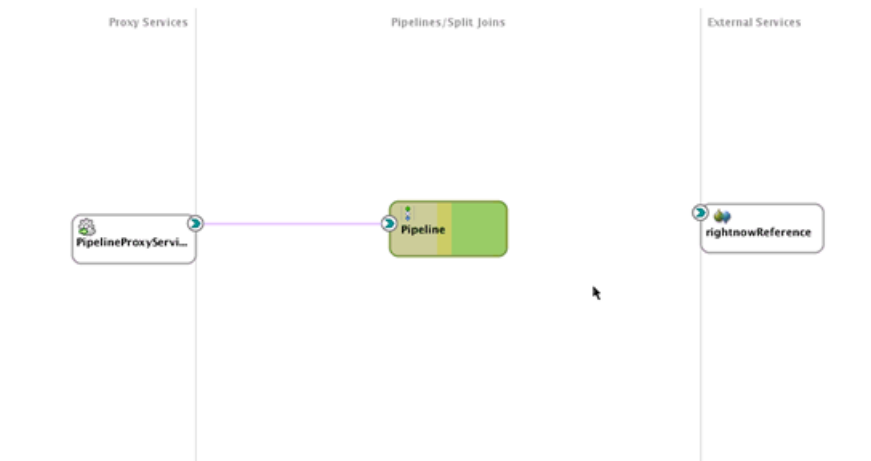 Proxy Services
Pipelines/Split Joins
External Services
PipelineProxyServi...
Pipeline
rightnowReference